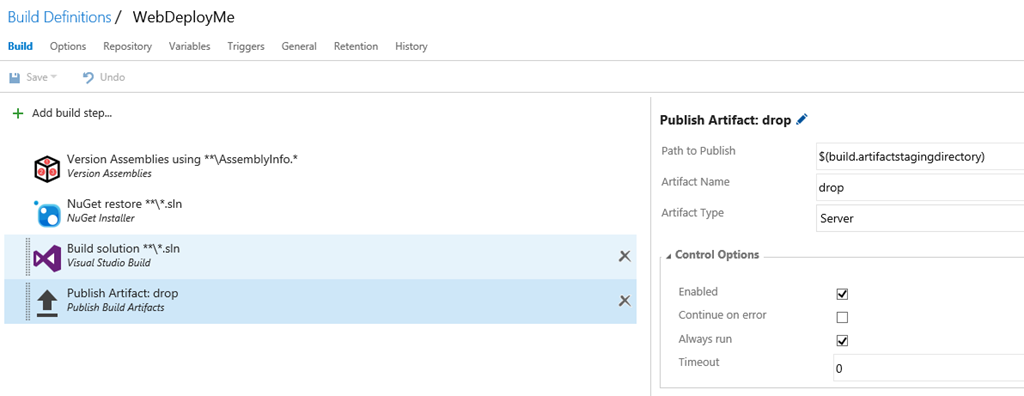 Build Definitions / WebDeployMe
Build Options Repository Variables Triggers General Retention History
Save Undo
Add build step...
Version Assemblies using **\AssemblyInfo.*
Version Assemblies
NuGet restore **\*.sln
NuGet Installer
Build solution **\*.sln
Visual Studio Build
Publish Artifact: drop
Publish Build Artifacts
Publish Artifact: drop
Path to Publish $(build.artifactstagingdirectory)
Artifact Name drop
Artifact Type Server
Control Options
Enabled
Continue on error
Always run
Timeout 0